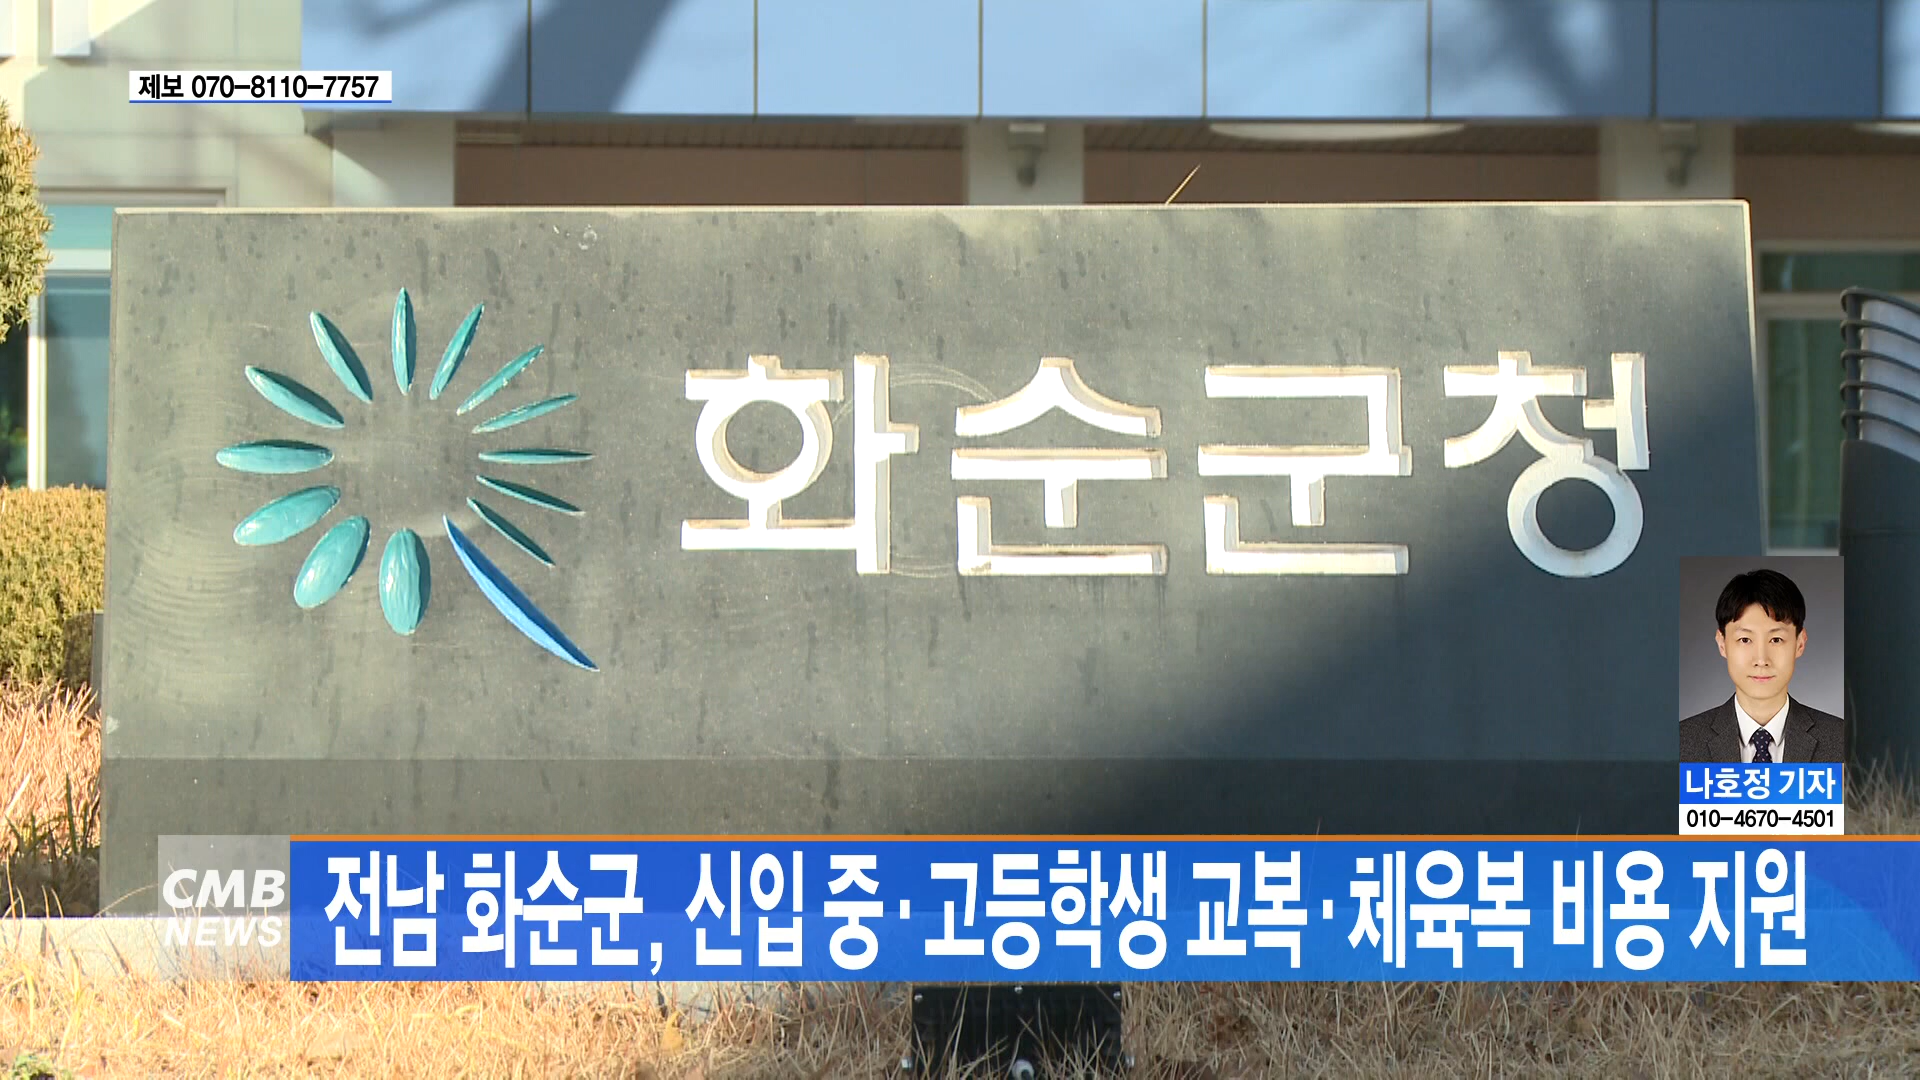 제보 070-8110-7757
화순군청
나호정 기자
010-4670-4501
CMB
NEWS
전남 화순군, 신입 중·고등학생 교복·체육복 비용 지원